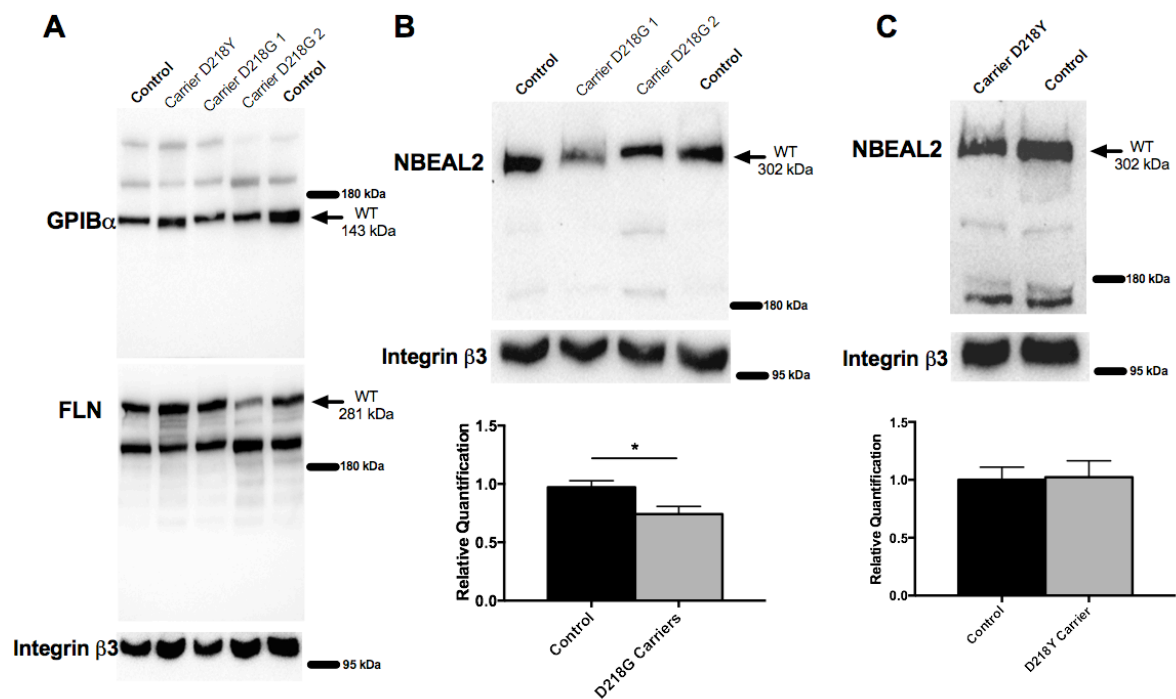 A
Control
Carrier D218Y
Carrier D218G 1
Carrier D218G 2
Control
180 kDa
GPIBα
WT
143 kDa
FLN
WT
281 kDa
180 kDa
Integrin β3
95 kDa
B
Control
Carrier D218G 1
Carrier D218G 2
Control
NBEAL2
WT
302 kDa
180 kDa
Integrin β3
95 kDa
Relative Quantification
1.5
1.0
0.5
0.0
*
Control
D218G Carriers
C
Carrier D218Y
Control
NBEAL2
WT
302 kDa
180 kDa
Integrin β3
95 kDa
Relative Quantification
1.5
1.0
0.5
0.0
Control
D218Y Carrier